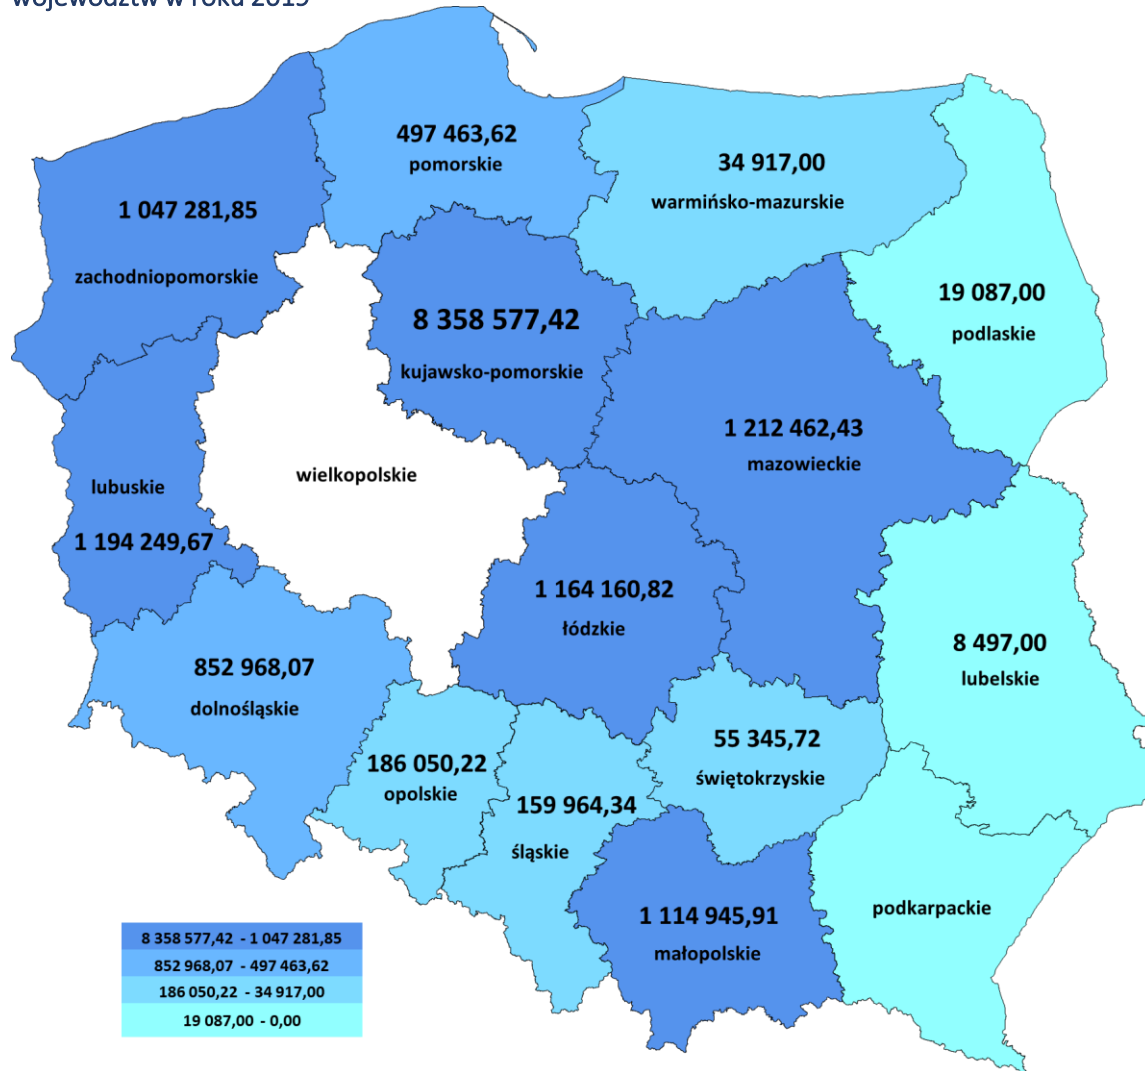 województw w roku 2019
497 463,62
pomorskie
34 917,00
warmińsko-mazurskie
1 047 281,85
zachodniopomorskie
19 087,00
podlaskie
8 358 577,42
kujawsko-pomorskie
1 212 462,43
mazowieckie
wielkopolskie
lubuskie
1 194 249,67
1 164 160,82
łódzkie
8 497,00
lubelskie
852 968,07
dolnośląskie
55 345,72
świętokrzyskie
186 050,22
opolskie
159 964,34
śląskie
1 114 945,91
małopolskie
podkarpackie
8 358 577,42 - 1 047 281,85
852 968,07 - 497 463,62
186 050,22 - 34 917,00
19 087,00 - 0,00